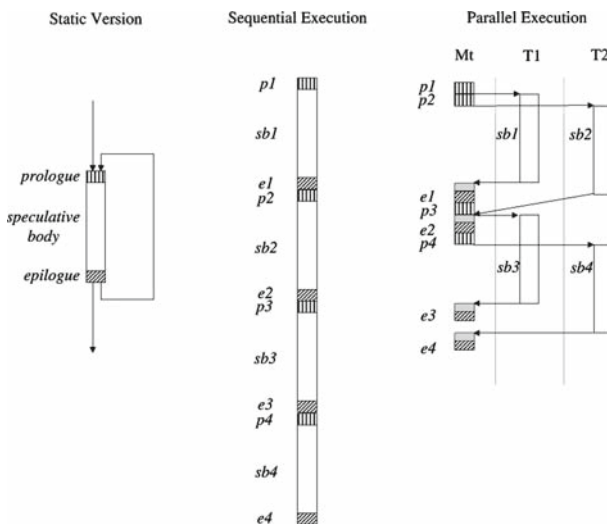 Static Version
prologue
speculative
body
epilogue
Sequential Execution
p1
sb1
e1
p2
sb2
e2
p3
sb3
e3
p4
sb4
e4
Parallel Execution
Mt T1 T2
p1
p2
sb1 sb2
e1
p3
e2
p4
sb3 sb4
e3
e4